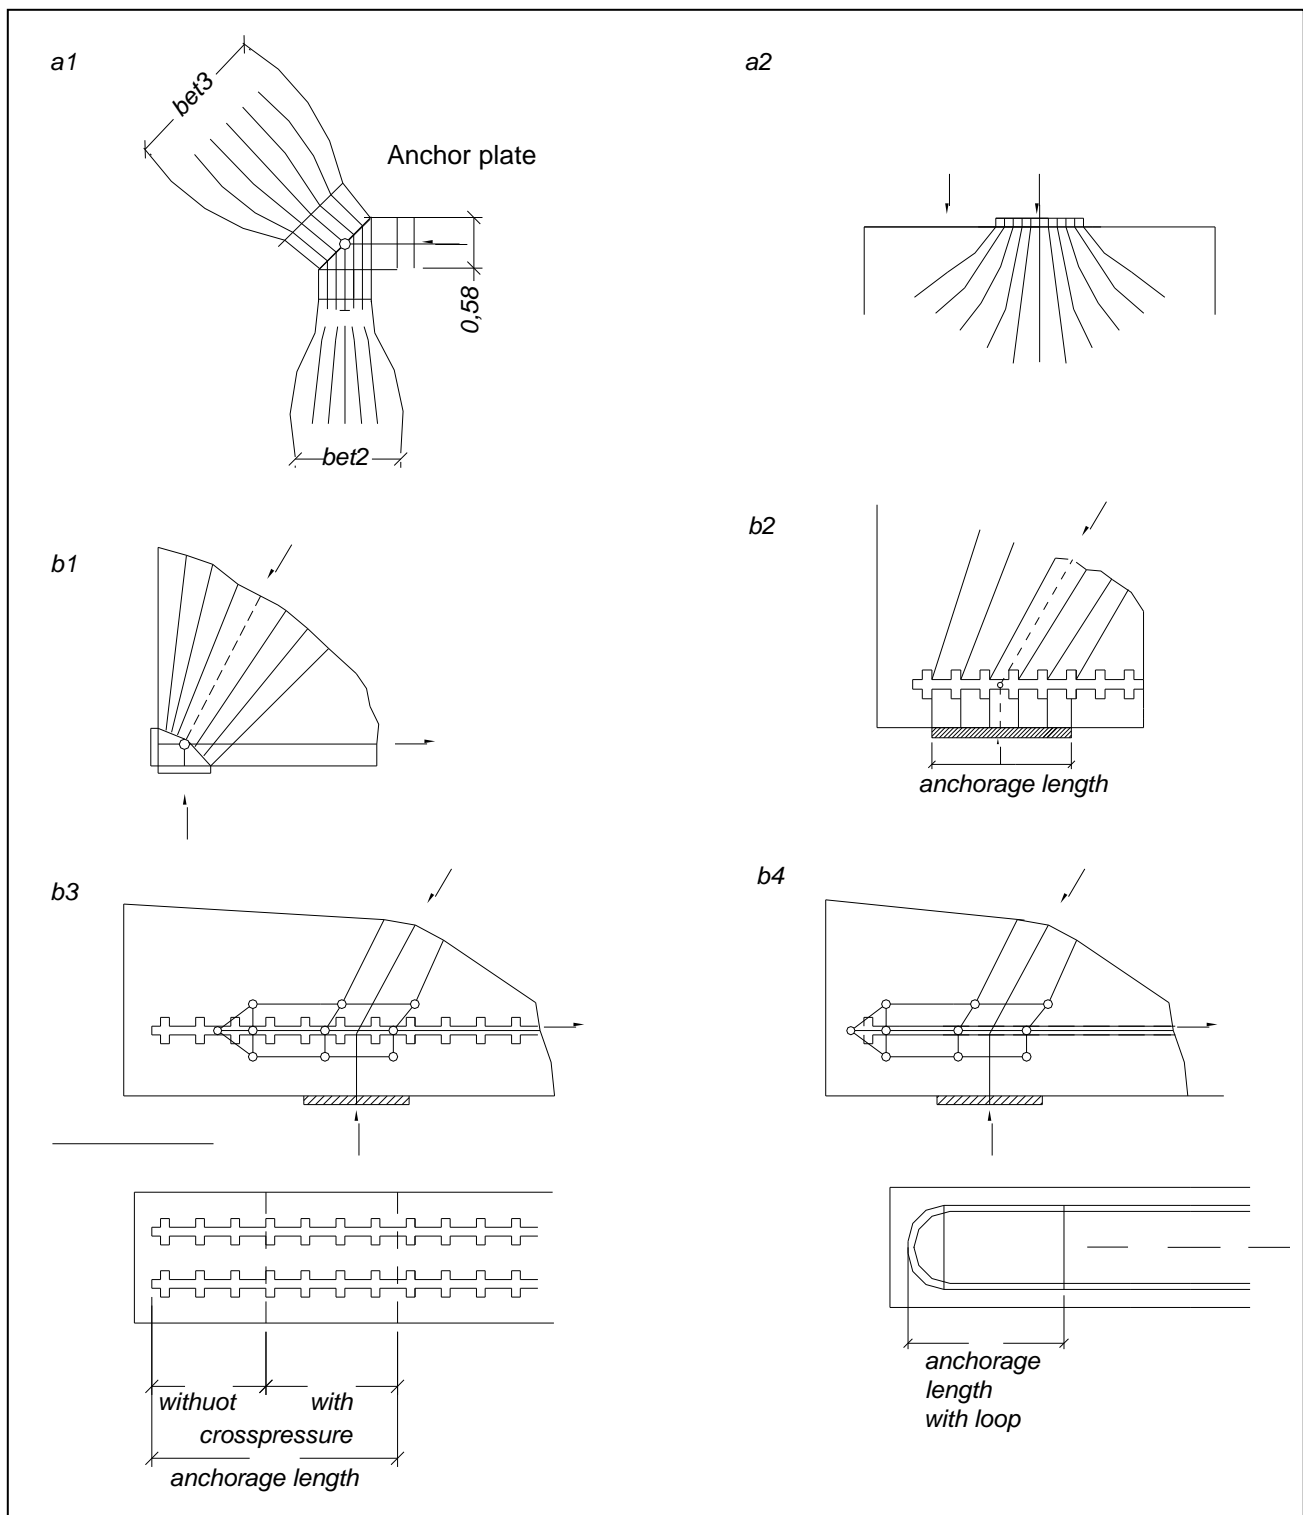 a1
a2
bet3
Anchor plate
0,58
bet2
b1
b2
anchorage length
b3
b4
withuot with
crosspressure
anchorage length
anchorage
length
with loop